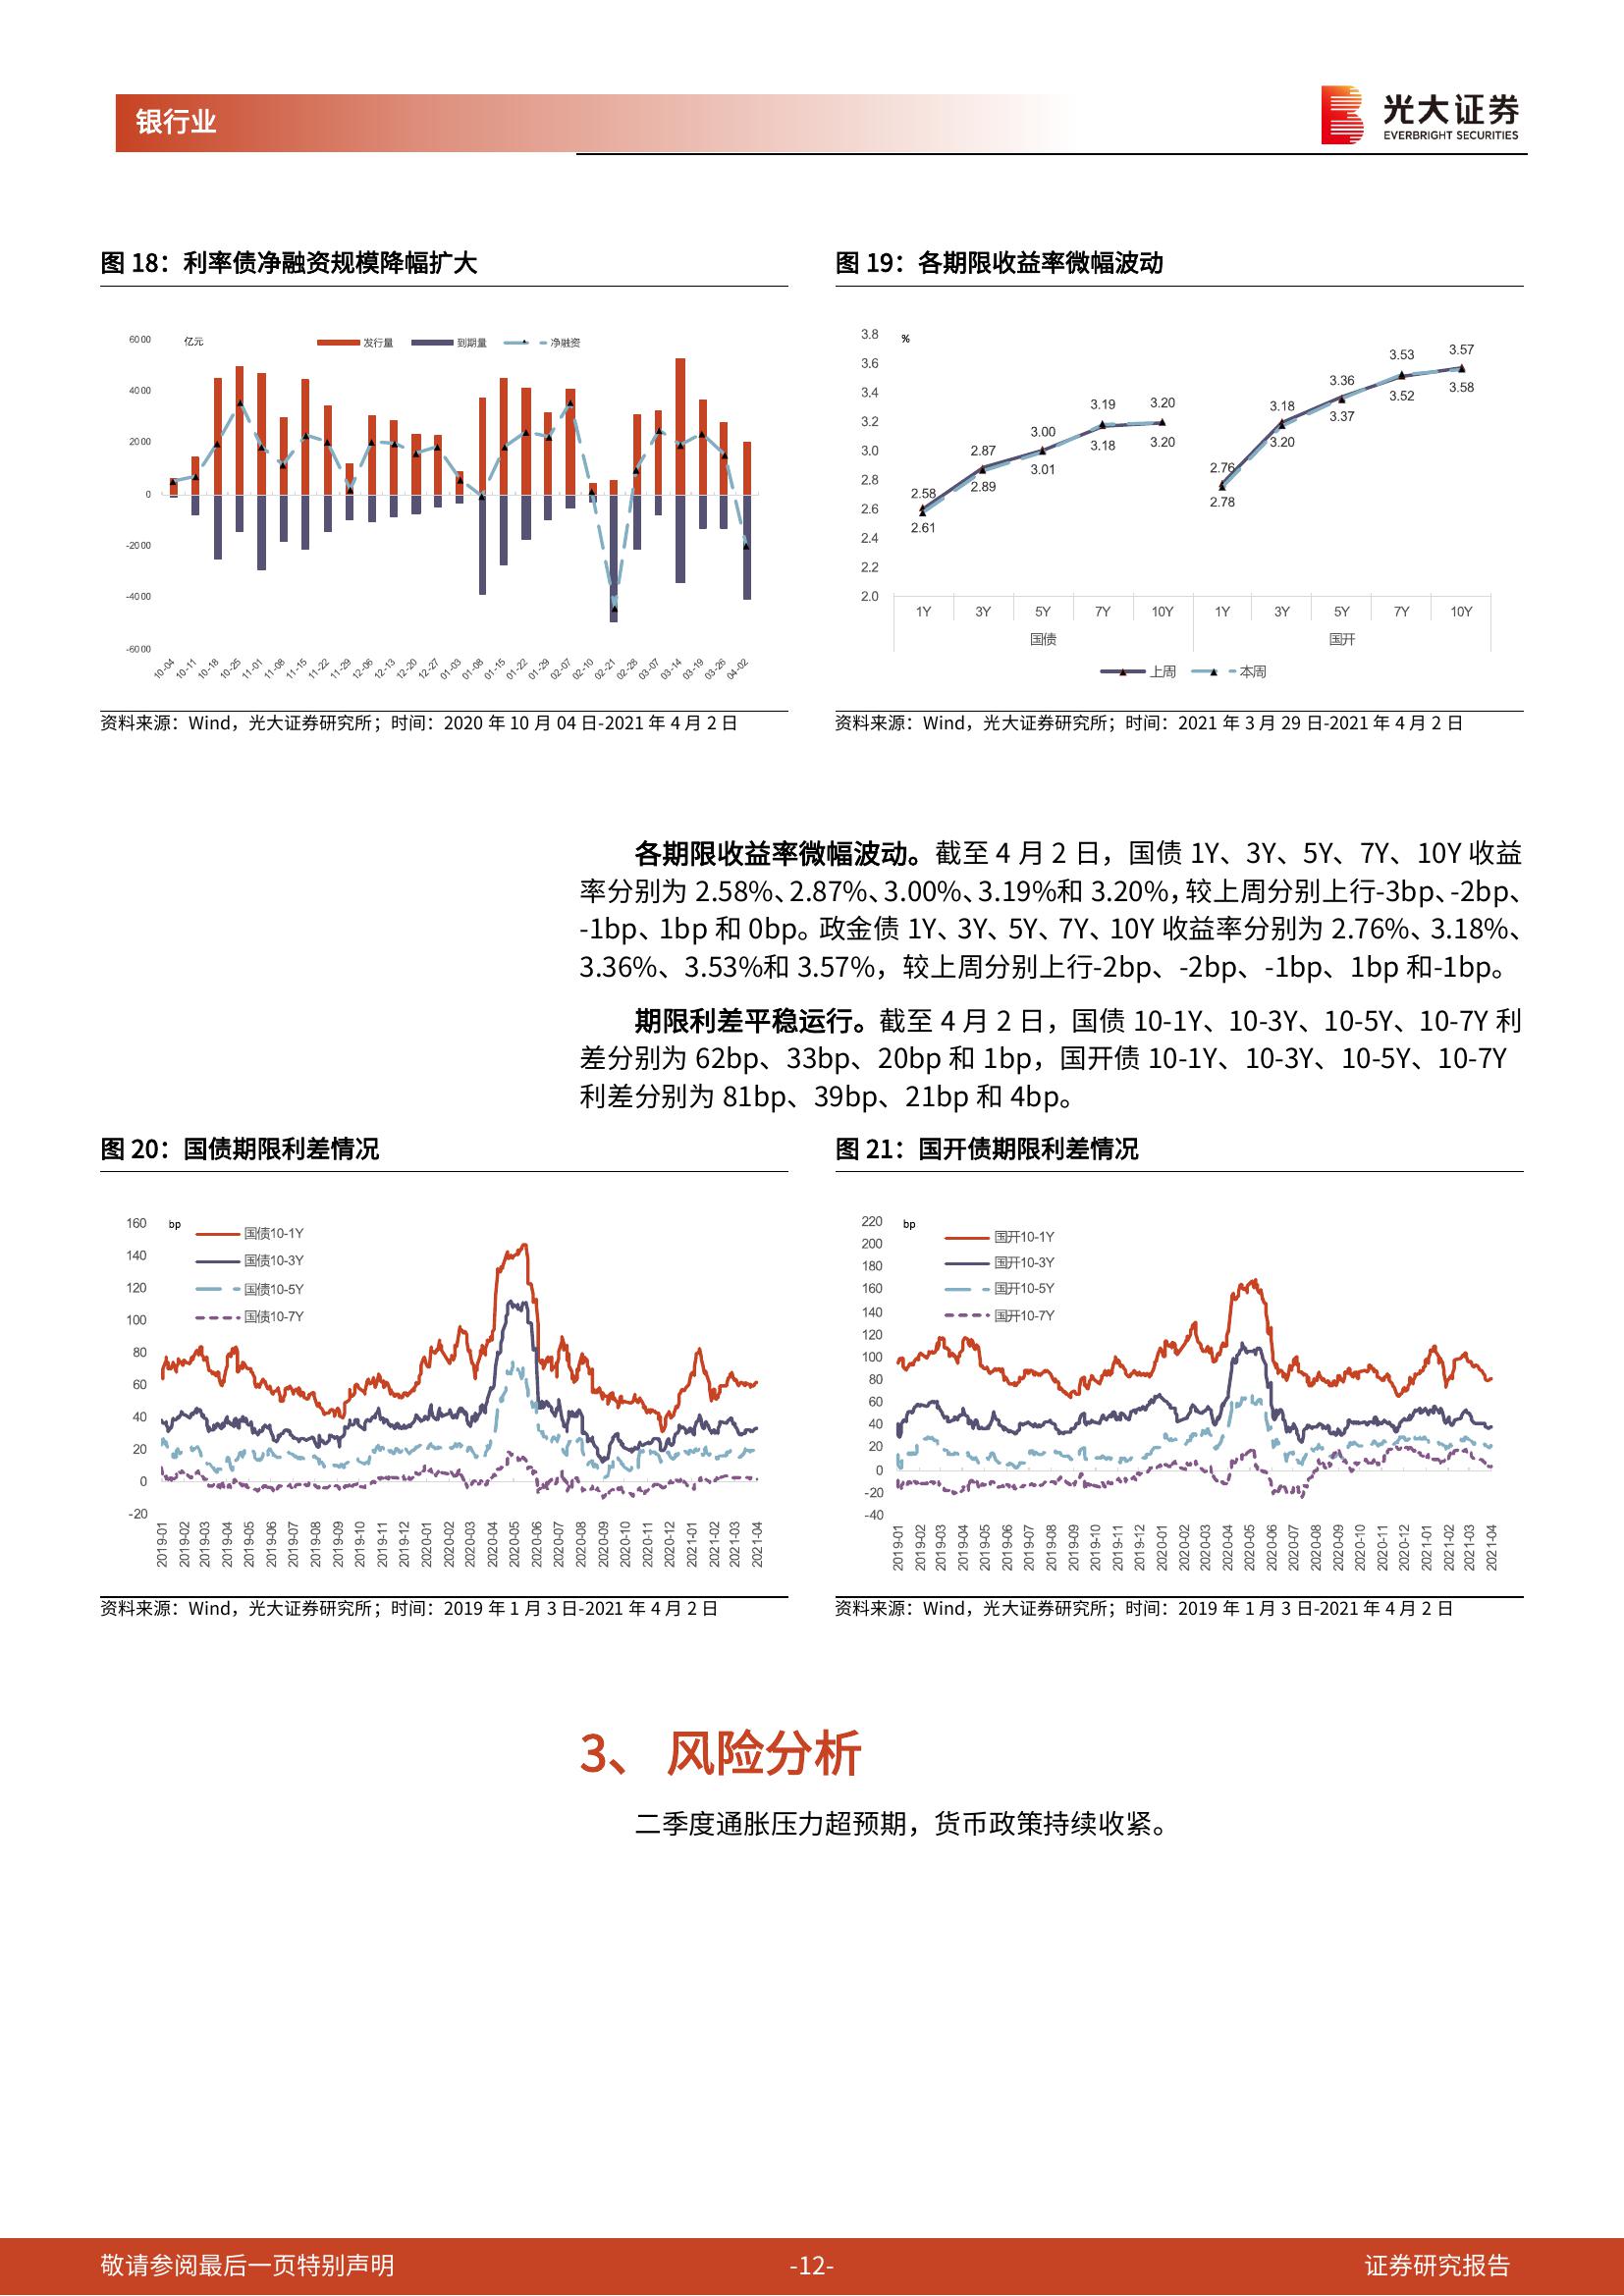 银行业
光大证券
EVERBRIGHT SECURITIES
图 18：利率债净融资规模降幅扩大
亿元
发行量 到期量 净融资
6000
4000
2000
0
-2000
-4000
-6000
10-04 10-11 10-18 10-25 11-01 11-08 11-15 11-22 11-29 12-06 12-13 12-20 12-27 01-03 01-08 01-15 01-22 01-29 02-07 02-10 02-21 02-28 03-07 03-14 03-19 03-26 04-02
资料来源：Wind，光大证券研究所；时间：2020 年 10 月 04 日-2021 年 4 月 2 日
图 19：各期限收益率微幅波动
%
3.8
3.6
3.4
3.2
3.0
2.8
2.6
2.4
2.2
2.0
2.58 2.87 3.00 3.19 3.20 2.76 3.18 3.36 3.53 3.57
2.61 2.89 3.01 3.18 3.20 2.78 3.20 3.37 3.52 3.58
1Y 3Y 5Y 7Y 10Y 1Y 3Y 5Y 7Y 10Y
国债 国开
上周 本周
资料来源：Wind，光大证券研究所；时间：2021 年 3 月 29 日-2021 年 4 月 2 日
各期限收益率微幅波动。截至 4 月 2 日，国债 1Y、3Y、5Y、7Y、10Y 收益
率分别为 2.58%、2.87%、3.00%、3.19%和 3.20%，较上周分别上行-3bp、-2bp、
-1bp、1bp 和 0bp。政金债 1Y、3Y、5Y、7Y、10Y 收益率分别为 2.76%、3.18%、
3.36%、3.53%和 3.57%，较上周分别上行-2bp、-2bp、-1bp、1bp 和-1bp。
期限利差平稳运行。截至 4 月 2 日，国债 10-1Y、10-3Y、10-5Y、10-7Y 利
差分别为 62bp、33bp、20bp 和 1bp，国开债 10-1Y、10-3Y、10-5Y、10-7Y
利差分别为 81bp、39bp、21bp 和 4bp。
图 20：国债期限利差情况
bp
国债10-1Y
国债10-3Y
国债10-5Y
国债10-7Y
160
140
120
100
80
60
40
20
0
-20
2019-01 2019-02 2019-03 2019-04 2019-05 2019-06 2019-07 2019-08 2019-09 2019-10 2019-11 2019-12 2020-01 2020-02 2020-03 2020-04 2020-05 2020-06 2020-07 2020-08 2020-09 2020-10 2020-11 2020-12 2021-01 2021-02 2021-03 2021-04
资料来源：Wind，光大证券研究所；时间：2019 年 1 月 3 日-2021 年 4 月 2 日
图 21：国开债期限利差情况
bp
国开10-1Y
国开10-3Y
国开10-5Y
国开10-7Y
220
200
180
160
140
120
100
80
60
40
20
0
-20
-40
2019-01 2019-02 2019-03 2019-04 2019-05 2019-06 2019-07 2019-08 2019-09 2019-10 2019-11 2019-12 2020-01 2020-02 2020-03 2020-04 2020-05 2020-06 2020-07 2020-08 2020-09 2020-10 2020-11 2020-12 2021-01 2021-02 2021-03 2021-04
资料来源：Wind，光大证券研究所；时间：2019 年 1 月 3 日-2021 年 4 月 2 日
3、 风险分析
二季度通胀压力超预期，货币政策持续收紧。
敬请参阅最后一页特别声明
-12-
证券研究报告